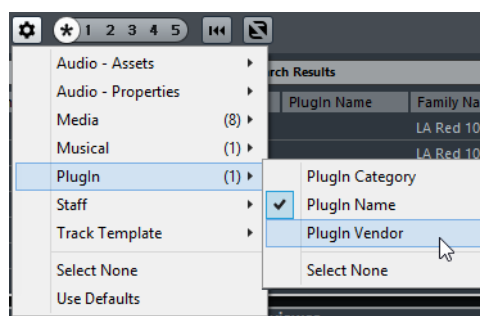 * 1 2 3 4 5
Audio - Assets
rch Results
Audio - Properties
PlugIn Name Family Na
Media (8)
LA Red 10
Musical (1)
LA Red 10
PlugIn (1)
PlugIn Category
Staff
PlugIn Name
Track Template
PlugIn Vendor
Select None
Select None
Use Defaults